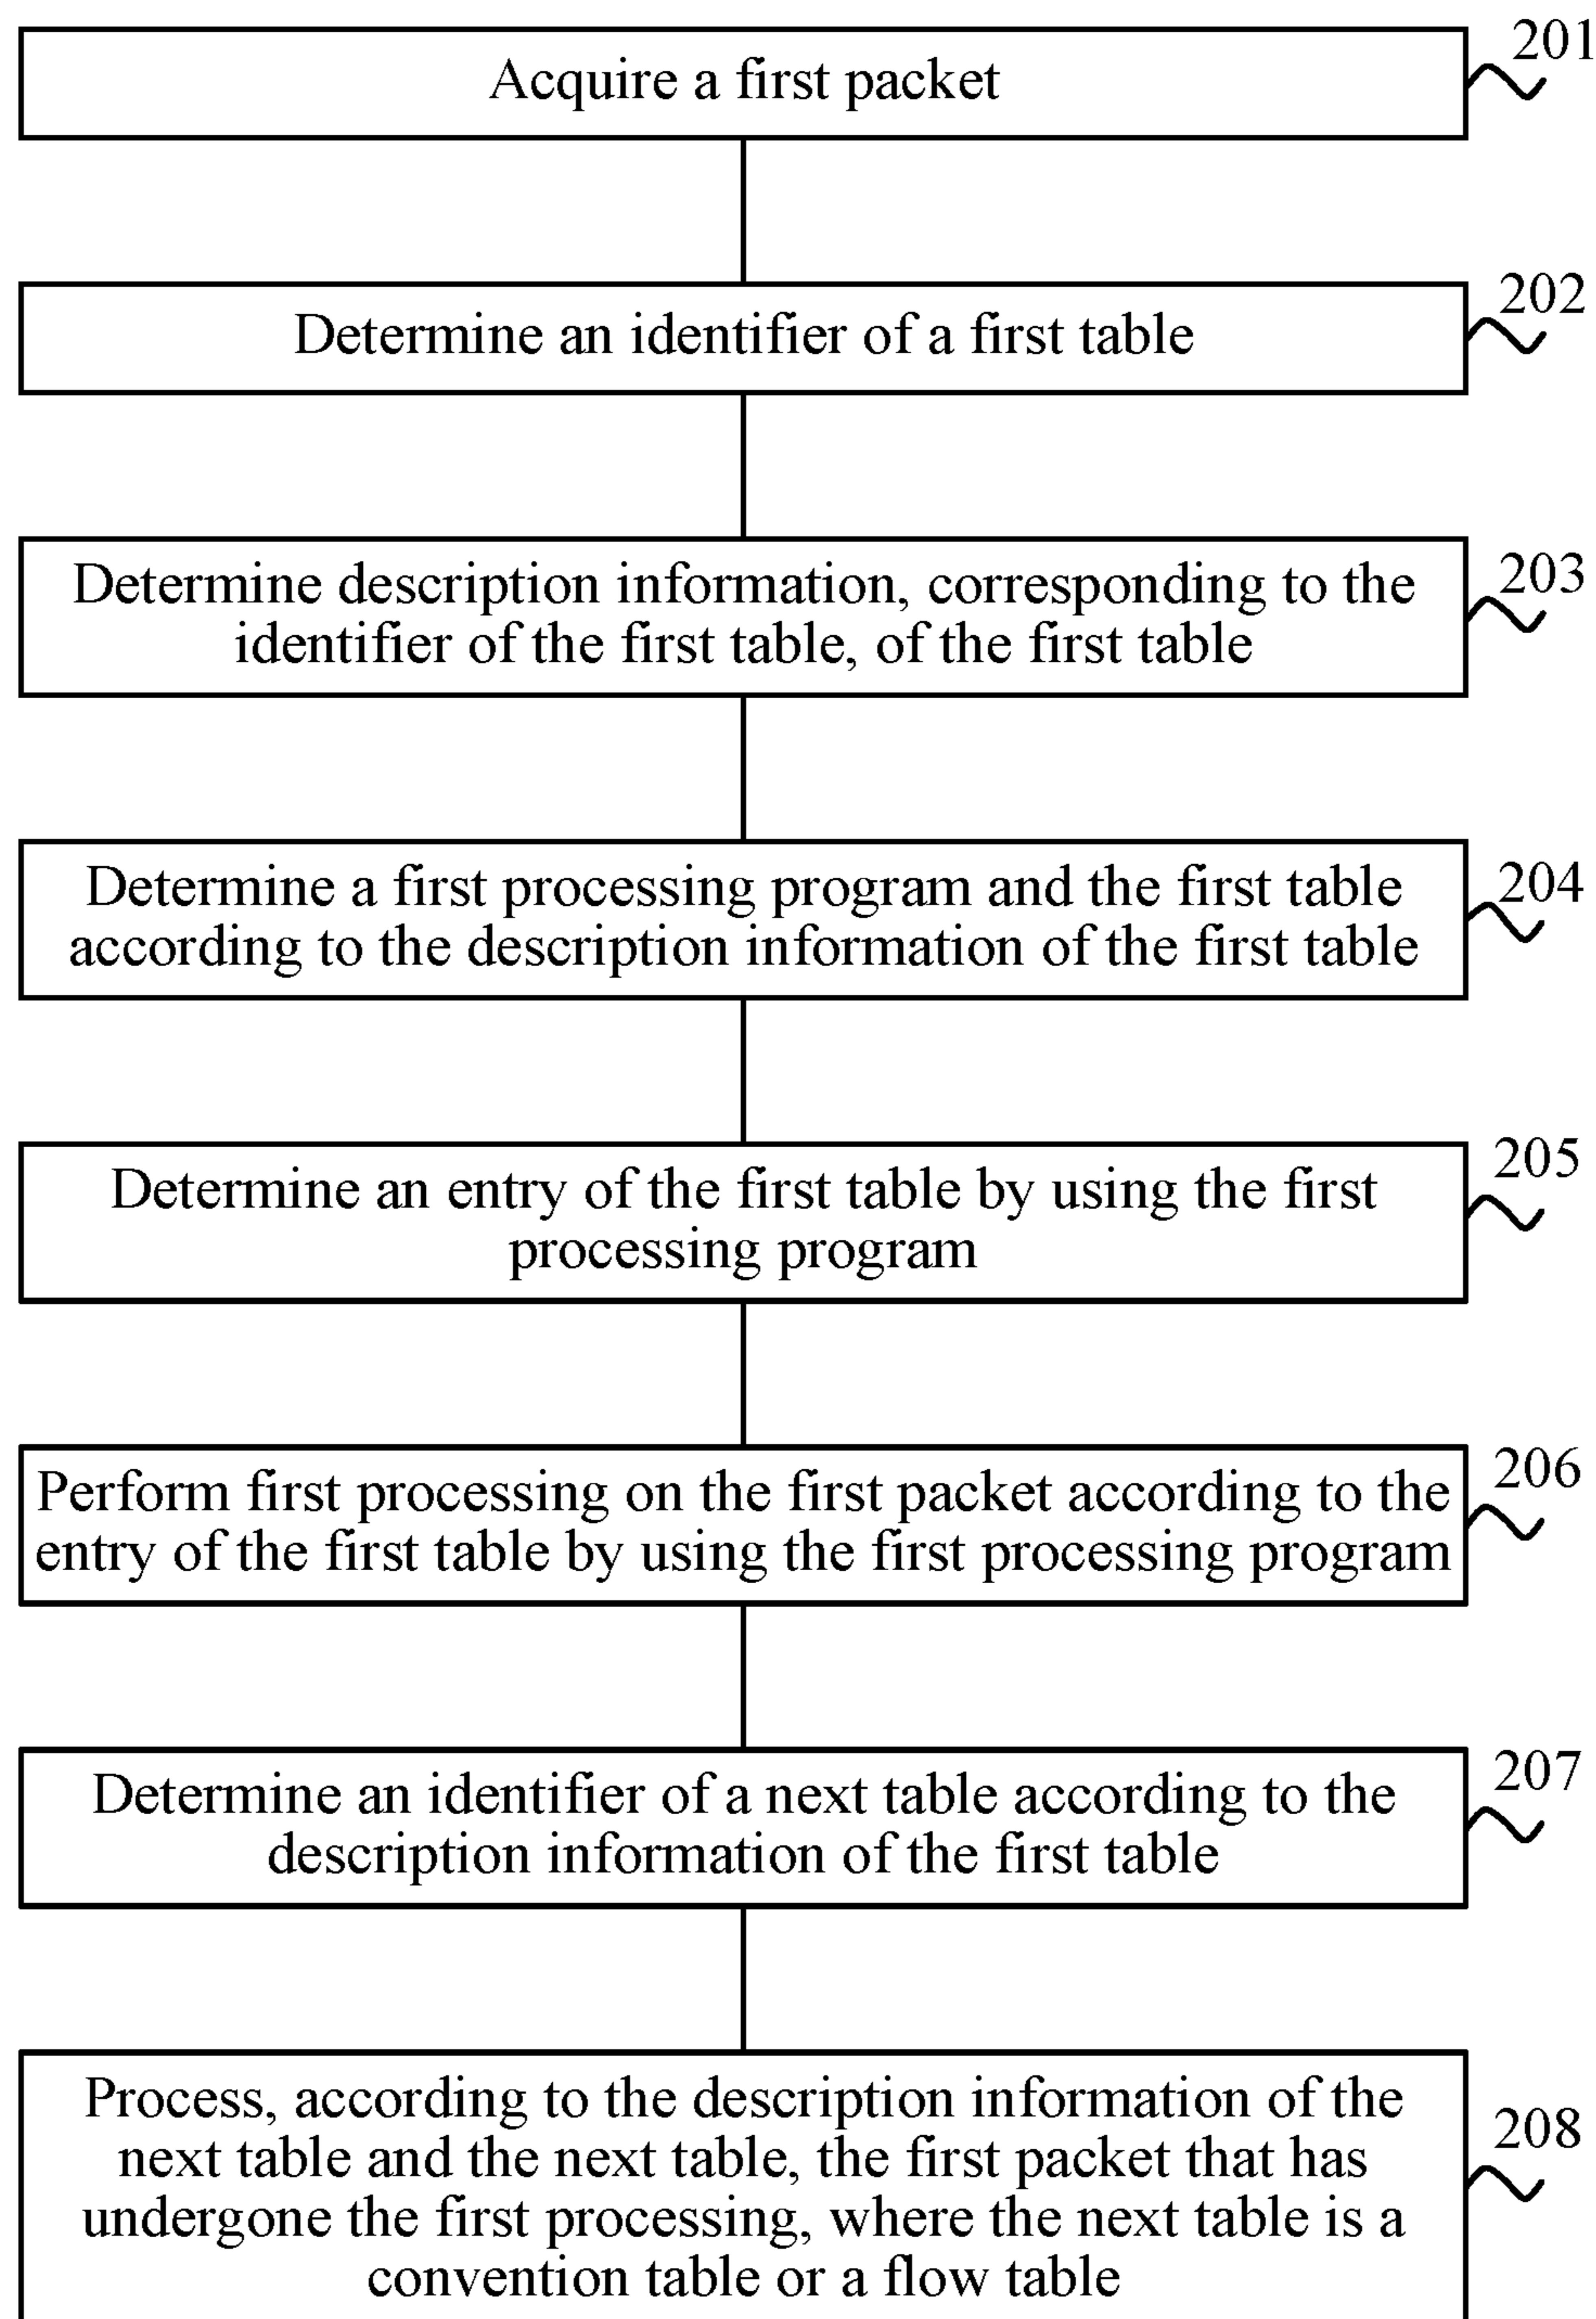 201
Acquire a first packet
202
Determine an identifier of a first table
203
Determine description information, corresponding to the
identifier of the first table, of the first table
204
Determine a first processing program and the first table
according to the description information of the first table
205
Determine an entry of the first table by using the first
processing program
206
Perform first processing on the first packet according to the
entry of the first table by using the first processing program
207
Determine an identifier of a next table according to the
description information of the first table
208
Process, according to the description information of the
next table and the next table, the first packet that has
undergone the first processing, where the next table is a
convention table or a flow table